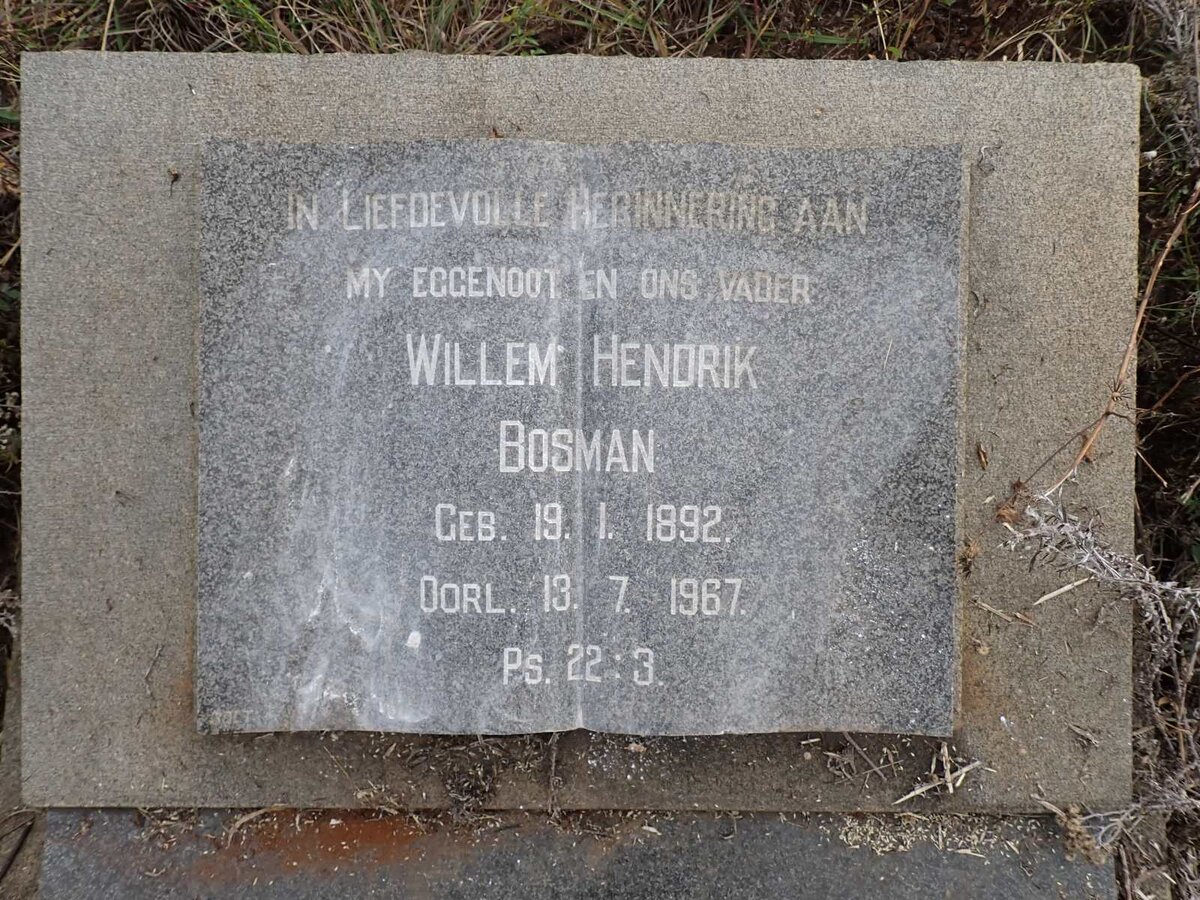 IN LIEFDEVOLLE HERINNERING AAN
MY EGGENOOT EN ONS VADER
WILLEM HENDRIK
BOSMAN
GEB. 19. 1. 1892.
OORL. 13. 7. 1967.
PS. 22:3.